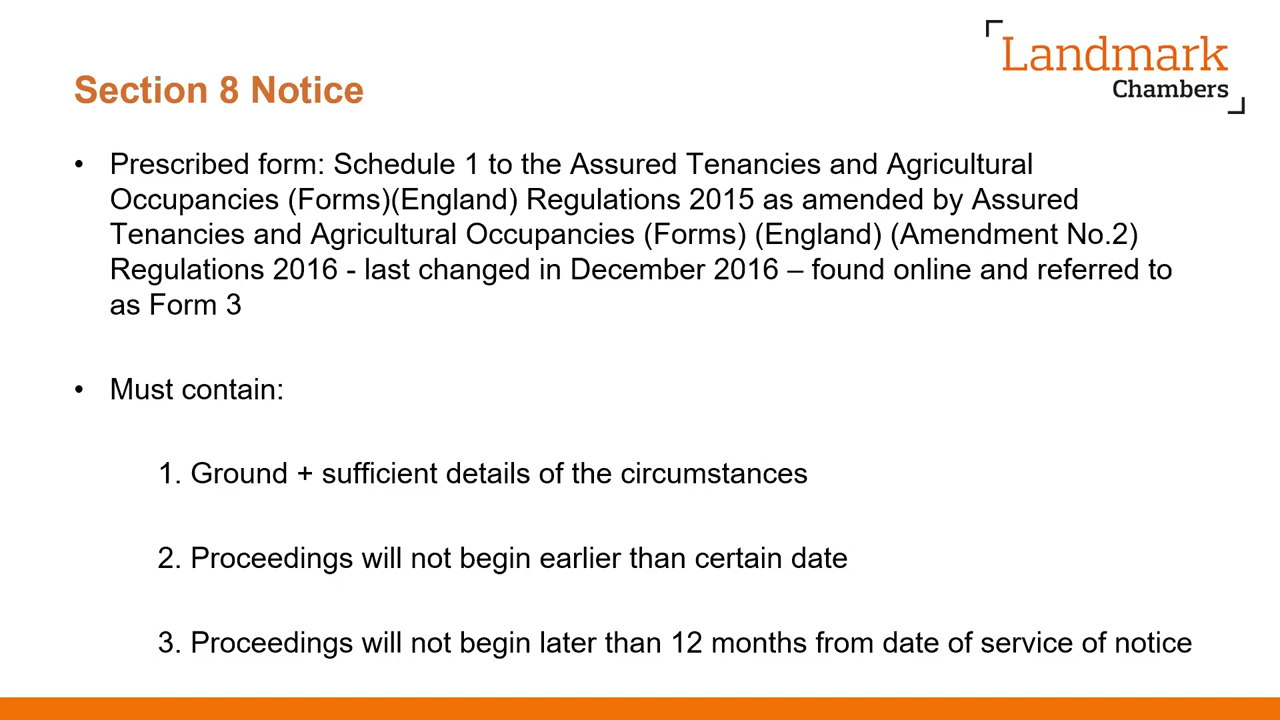 Landmark
Chambers
Section 8 Notice
• Prescribed form: Schedule 1 to the Assured Tenancies and Agricultural
Occupancies (Forms)(England) Regulations 2015 as amended by Assured
Tenancies and Agricultural Occupancies (Forms) (England) (Amendment No.2)
Regulations 2016 - last changed in December 2016 – found online and referred to
as Form 3
• Must contain:
1. Ground + sufficient details of the circumstances
2. Proceedings will not begin earlier than certain date
3. Proceedings will not begin later than 12 months from date of service of notice